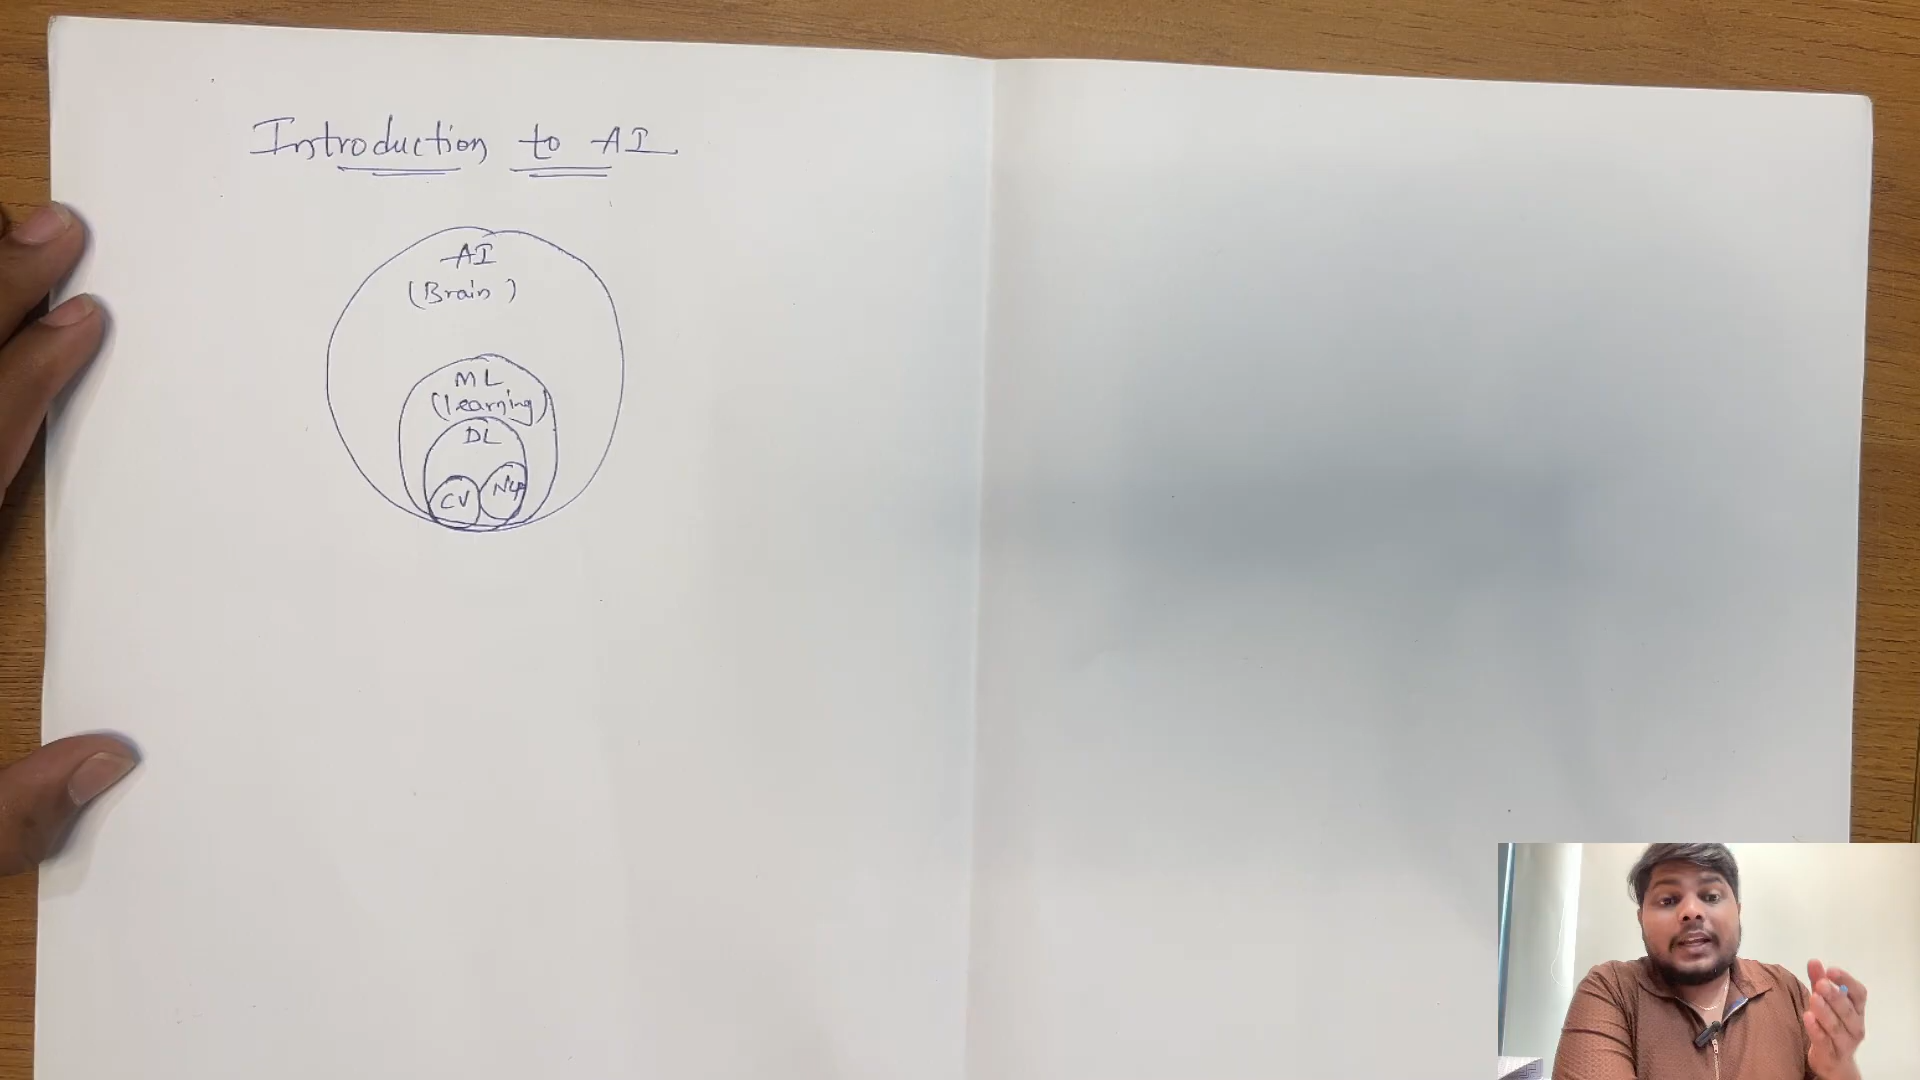 Introduction to AI
AI
(Brain)
ML
(learning)
DL
CV
NLP